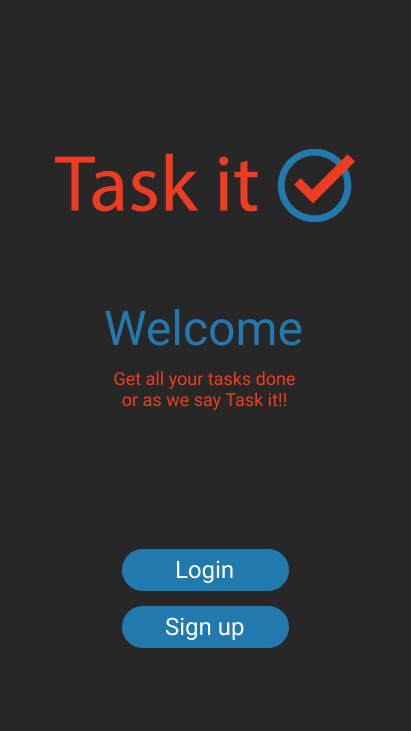 Task it
Welcome
Get all your tasks done
or as we say Task it!!
Login
Sign up